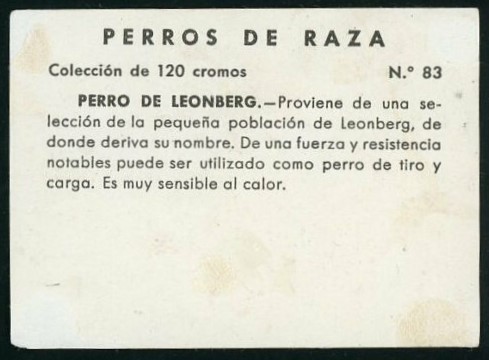 PERROS DE RAZA
Colección de 120 cromos N.º 83
PERRO DE LEONBERG.—Proviene de una se-
lección de la pequeña población de Leonberg, de
donde deriva su nombre. De una fuerza y resistencia
notables puede ser utilizado como perro de tiro y
carga. Es muy sensible al calor.